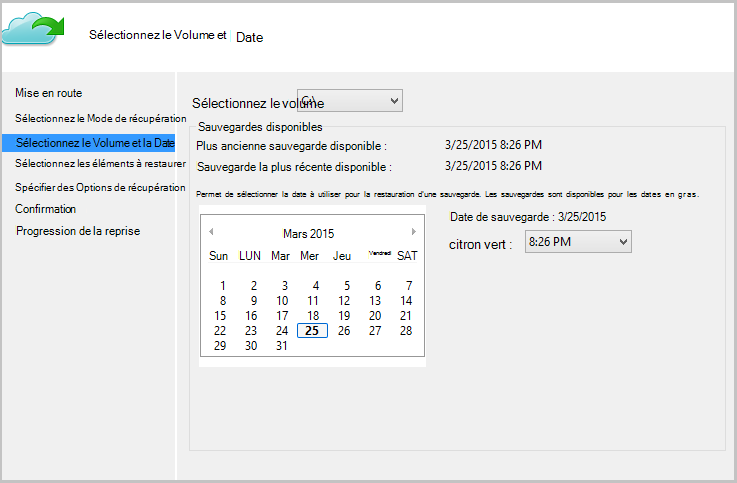 Sélectionnez le Volume et Date
Mise en route
Sélectionnez le Mode de récupération
Sélectionnez le Volume et la Date
Sélectionnez les éléments à restaurer
Spécifier des Options de récupération
Confirmation
Progression de la reprise
Sélectionnez le volume C:\
Sauvegardes disponibles
Plus ancienne sauvegarde disponible : 3/25/2015 8:26 PM
Sauvegarde la plus récente disponible : 3/25/2015 8:26 PM
Permet de sélectionner la date à utiliser pour la restauration d'une sauvegarde. Les sauvegardes sont disponibles pour les dates en gras.
Mars 2015
Sun LUN Mar Mer Jeu Vendredi SAT
1 2 3 4 5 6 7
8 9 10 11 12 13 14
15 16 17 18 19 20 21
22 23 24 25 26 27 28
29 30 31
Date de sauvegarde : 3/25/2015
citron vert : 8:26 PM